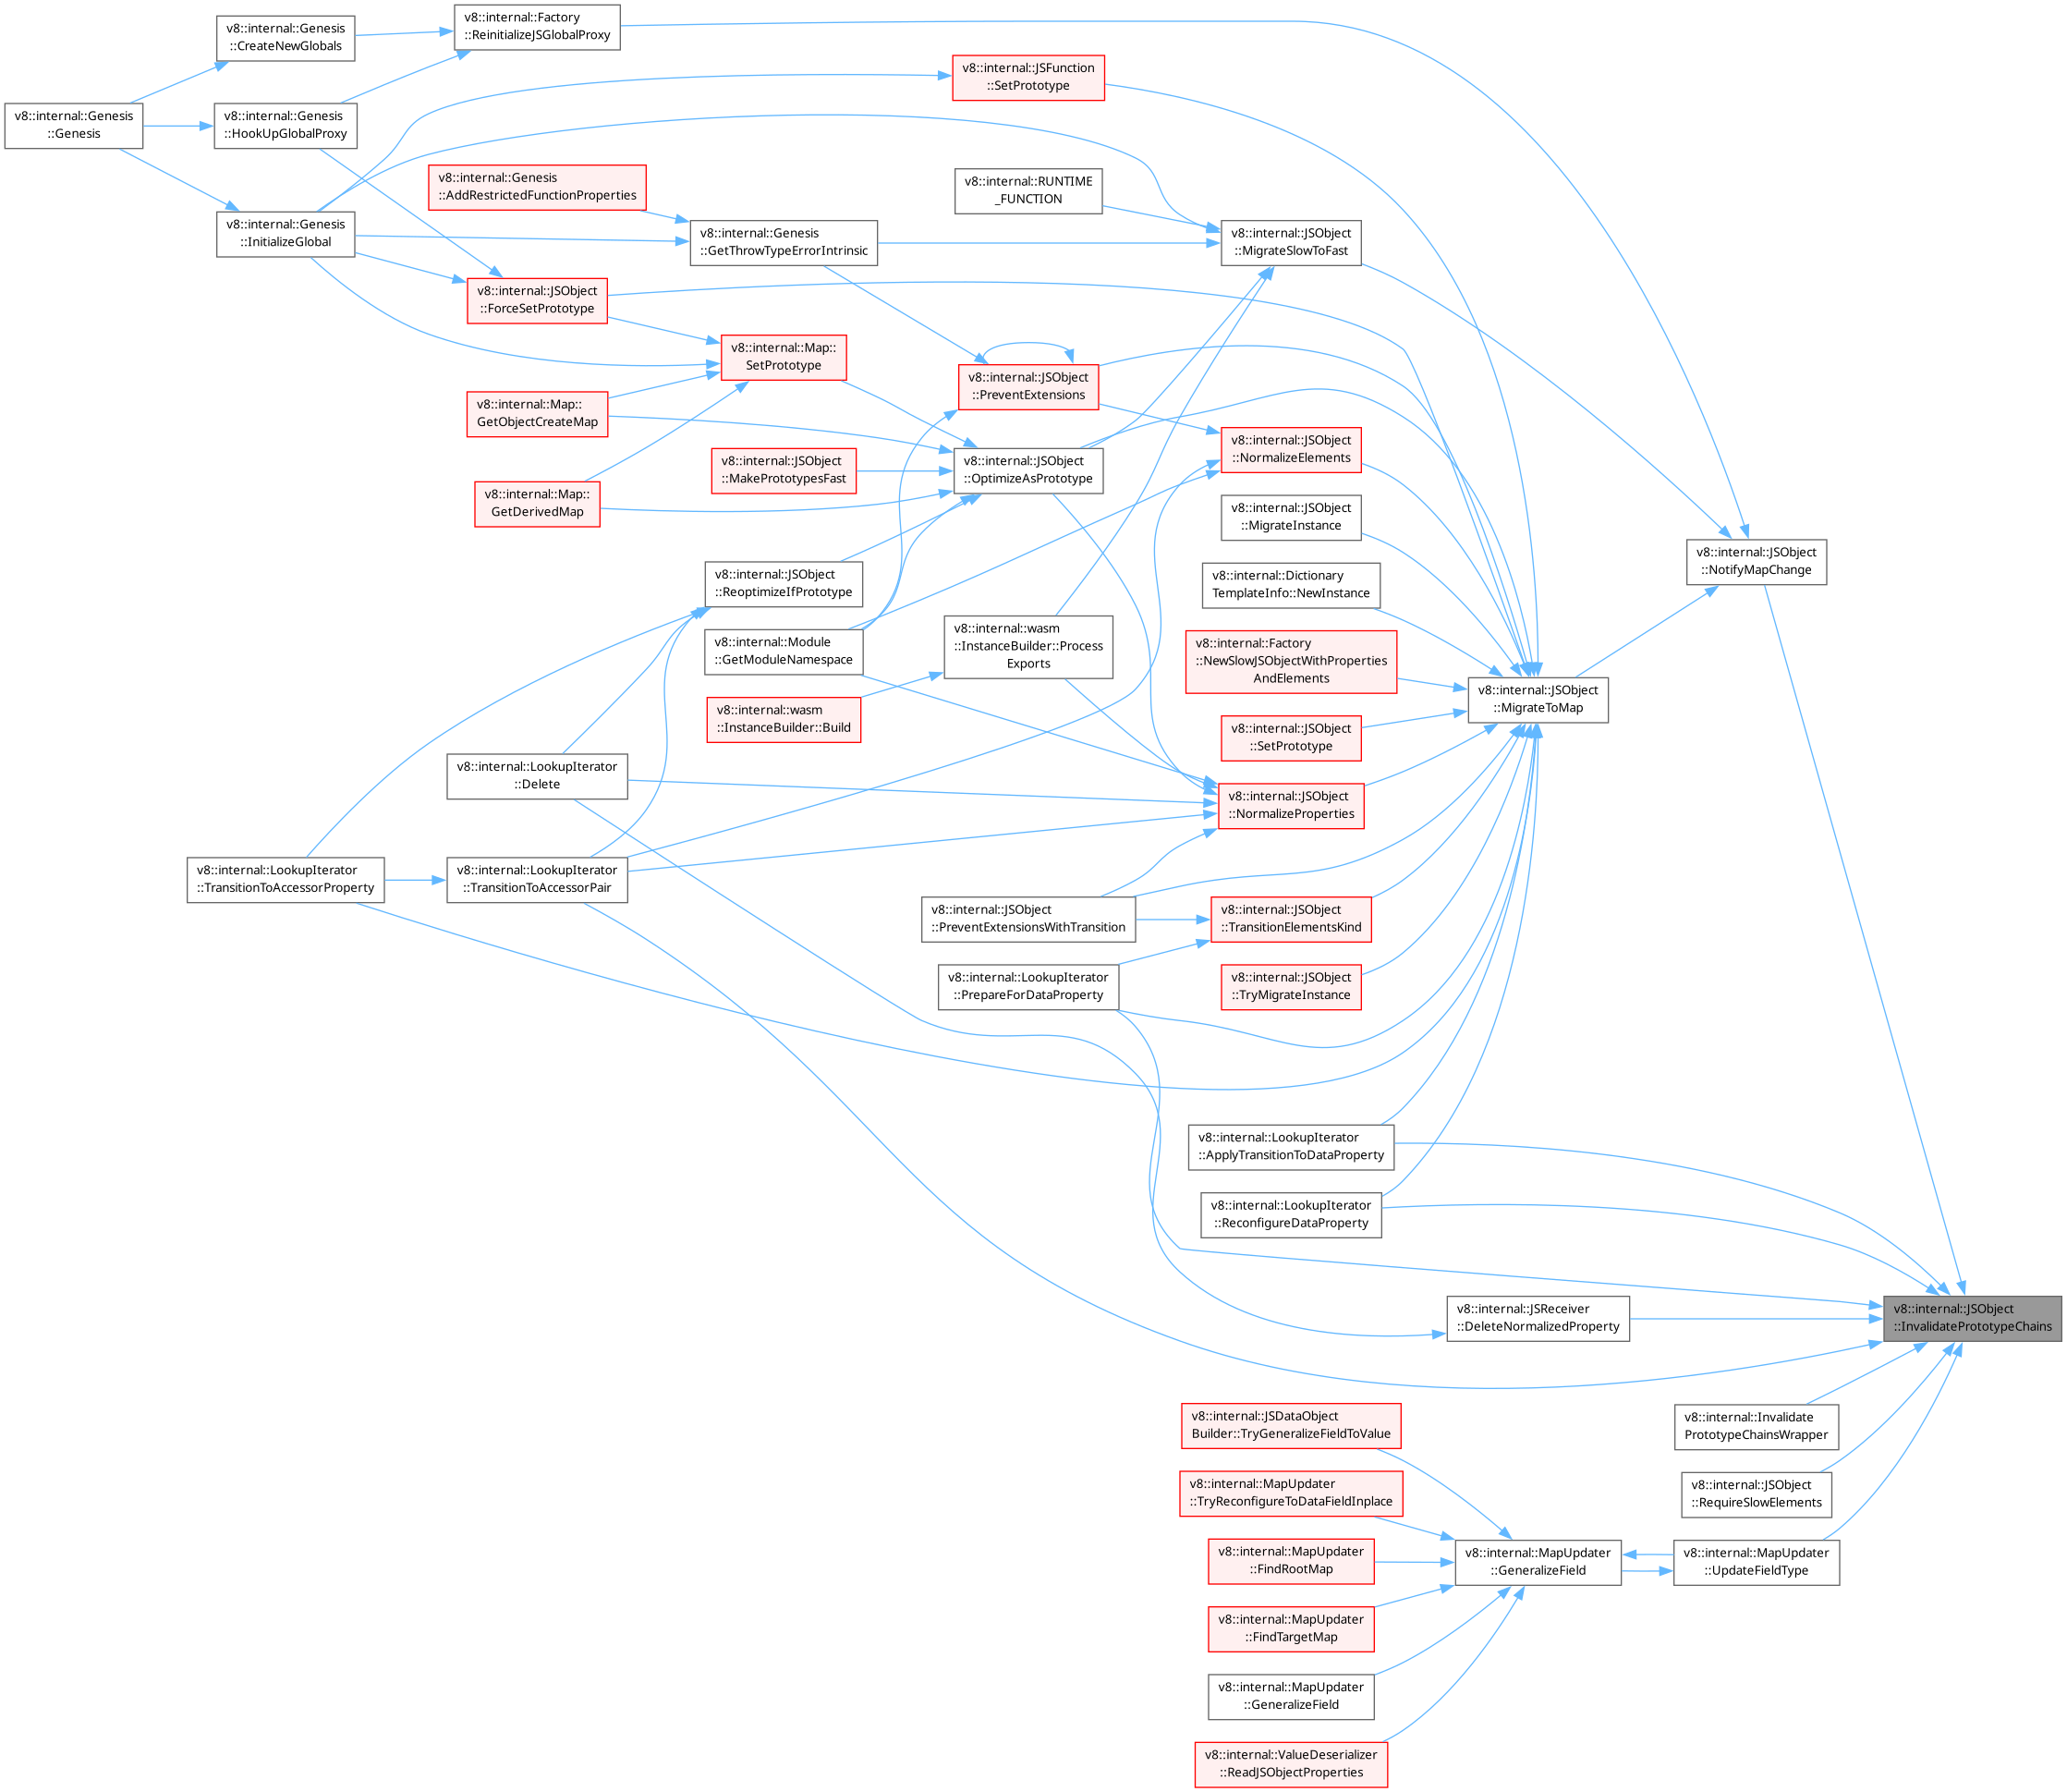 v8::internal::Genesis
::CreateNewGlobals
v8::internal::Factory
::ReinitializeJSGlobalProxy
v8::internal::JSFunction
::SetPrototype
v8::internal::Genesis
::Genesis
v8::internal::Genesis
::HookUpGlobalProxy
v8::internal::Genesis
::AddRestrictedFunctionProperties
v8::internal::RUNTIME
_FUNCTION
v8::internal::Genesis
::InitializeGlobal
v8::internal::Genesis
::GetThrowTypeErrorIntrinsic
v8::internal::JSObject
::MigrateSlowToFast
v8::internal::JSObject
::ForceSetPrototype
v8::internal::Map::
SetPrototype
v8::internal::JSObject
::PreventExtensions
v8::internal::Map::
GetObjectCreateMap
v8::internal::JSObject
::NormalizeElements
v8::internal::JSObject
::MakePrototypesFast
v8::internal::JSObject
::OptimizeAsPrototype
v8::internal::Map::
GetDerivedMap
v8::internal::JSObject
::MigrateInstance
v8::internal::JSObject
::NotifyMapChange
v8::internal::JSObject
::ReoptimizeIfPrototype
v8::internal::Dictionary
TemplateInfo::NewInstance
v8::internal::Module
::GetModuleNamespace
v8::internal::wasm
::InstanceBuilder::Process
Exports
v8::internal::Factory
::NewSlowJSObjectWithProperties
AndElements
v8::internal::JSObject
::MigrateToMap
v8::internal::wasm
::InstanceBuilder::Build
v8::internal::JSObject
::SetPrototype
v8::internal::LookupIterator
::Delete
v8::internal::JSObject
::NormalizeProperties
v8::internal::LookupIterator
::TransitionToAccessorProperty
v8::internal::LookupIterator
::TransitionToAccessorPair
v8::internal::JSObject
::PreventExtensionsWithTransition
v8::internal::JSObject
::TransitionElementsKind
v8::internal::LookupIterator
::PrepareForDataProperty
v8::internal::JSObject
::TryMigrateInstance
v8::internal::LookupIterator
::ApplyTransitionToDataProperty
v8::internal::LookupIterator
::ReconfigureDataProperty
v8::internal::JSReceiver
::DeleteNormalizedProperty
v8::internal::JSObject
::InvalidatePrototypeChains
v8::internal::JSDataObject
Builder::TryGeneralizeFieldToValue
v8::internal::Invalidate
PrototypeChainsWrapper
v8::internal::MapUpdater
::TryReconfigureToDataFieldInplace
v8::internal::JSObject
::RequireSlowElements
v8::internal::MapUpdater
::FindRootMap
v8::internal::MapUpdater
::GeneralizeField
v8::internal::MapUpdater
::UpdateFieldType
v8::internal::MapUpdater
::FindTargetMap
v8::internal::MapUpdater
::GeneralizeField
v8::internal::ValueDeserializer
::ReadJSObjectProperties